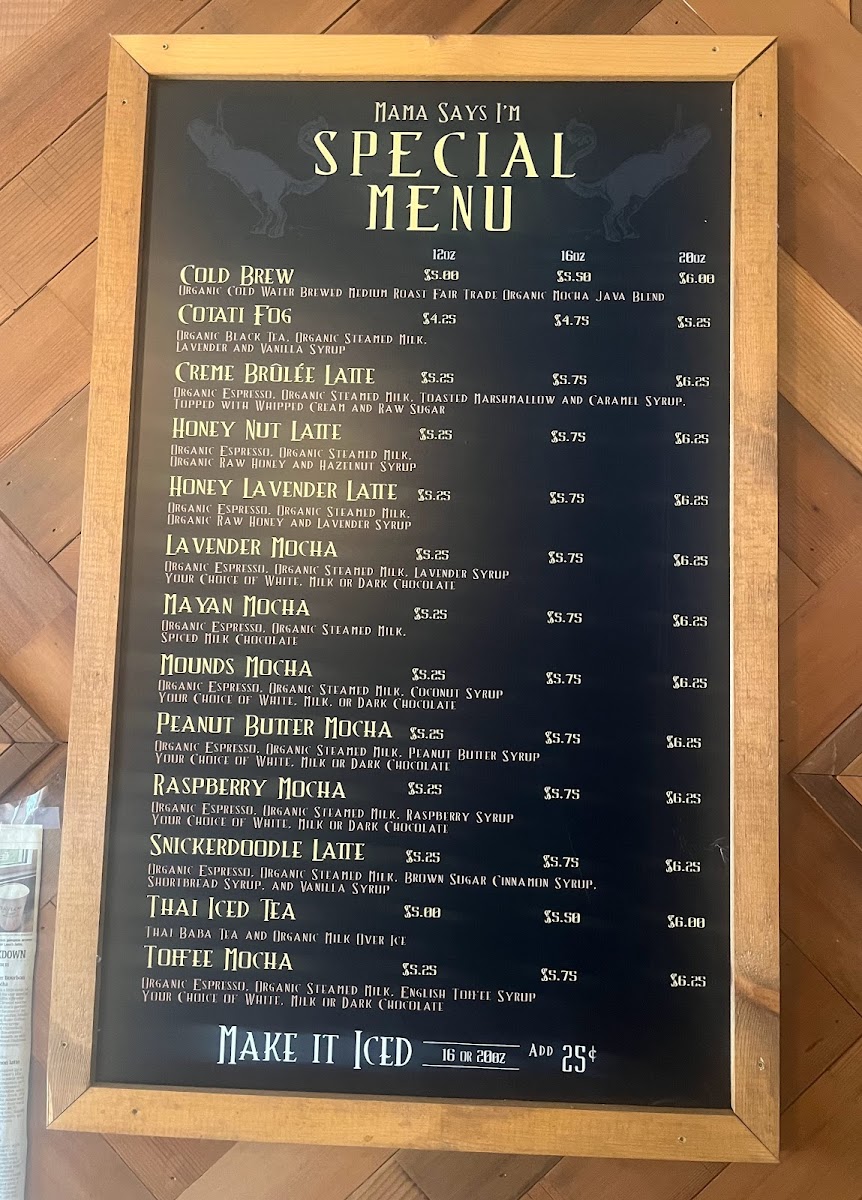 Mama Says I'm
SPECIAL
MENU
12oz 16oz 20oz
Cold Brew $5.00 $5.50 $6.00
Organic Cold Water Brewed Medium Roast Fair Trade Organic Mocha Java Blend
Cotati Fog $4.25 $4.75 $5.25
Organic Black Tea, Organic Steamed Milk,
Lavender and Vanilla Syrup
Creme Brûlée Latte $5.25 $5.75 $6.25
Organic Espresso, Organic Steamed Milk, Toasted Marshmallow and Caramel Syrup,
Topped with Whipped Cream and Raw Sugar
Honey Nut Latte $5.25 $5.75 $6.25
Organic Espresso, Organic Steamed Milk,
Organic Raw Honey and Hazelnut Syrup
Honey Lavender Latte $5.25 $5.75 $6.25
Organic Espresso, Organic Steamed Milk,
Organic Raw Honey and Lavender Syrup
Lavender Mocha $5.25 $5.75 $6.25
Organic Espresso, Organic Steamed Milk, Lavender Syrup
Your Choice of White, Milk or Dark Chocolate
Mayan Mocha $5.25 $5.75 $6.25
Organic Espresso, Organic Steamed Milk,
Spiced Milk Chocolate
Mounds Mocha $5.25 $5.75 $6.25
Organic Espresso, Organic Steamed Milk, Coconut Syrup
Your Choice of White, Milk, or Dark Chocolate
Peanut Butter Mocha $5.25 $5.75 $6.25
Organic Espresso, Organic Steamed Milk, Peanut Butter Syrup
Your Choice of White, Milk or Dark Chocolate
Raspberry Mocha $5.25 $5.75 $6.25
Organic Espresso, Organic Steamed Milk, Raspberry Syrup
Your Choice of White, Milk or Dark Chocolate
Snickerdoodle Latte $5.25 $5.75 $6.25
Organic Espresso, Organic Steamed Milk, Brown Sugar Cinnamon Syrup,
Shortbread Syrup, and Vanilla Syrup
Thai Iced Tea $5.00 $5.50 $6.00
Thai Baba Tea and Organic Milk Over Ice
Toffee Mocha $5.25 $5.75 $6.25
Organic Espresso, Organic Steamed Milk, English Toffee Syrup
Your Choice of White, Milk or Dark Chocolate
Make it Iced 16 or 20oz Add 25¢